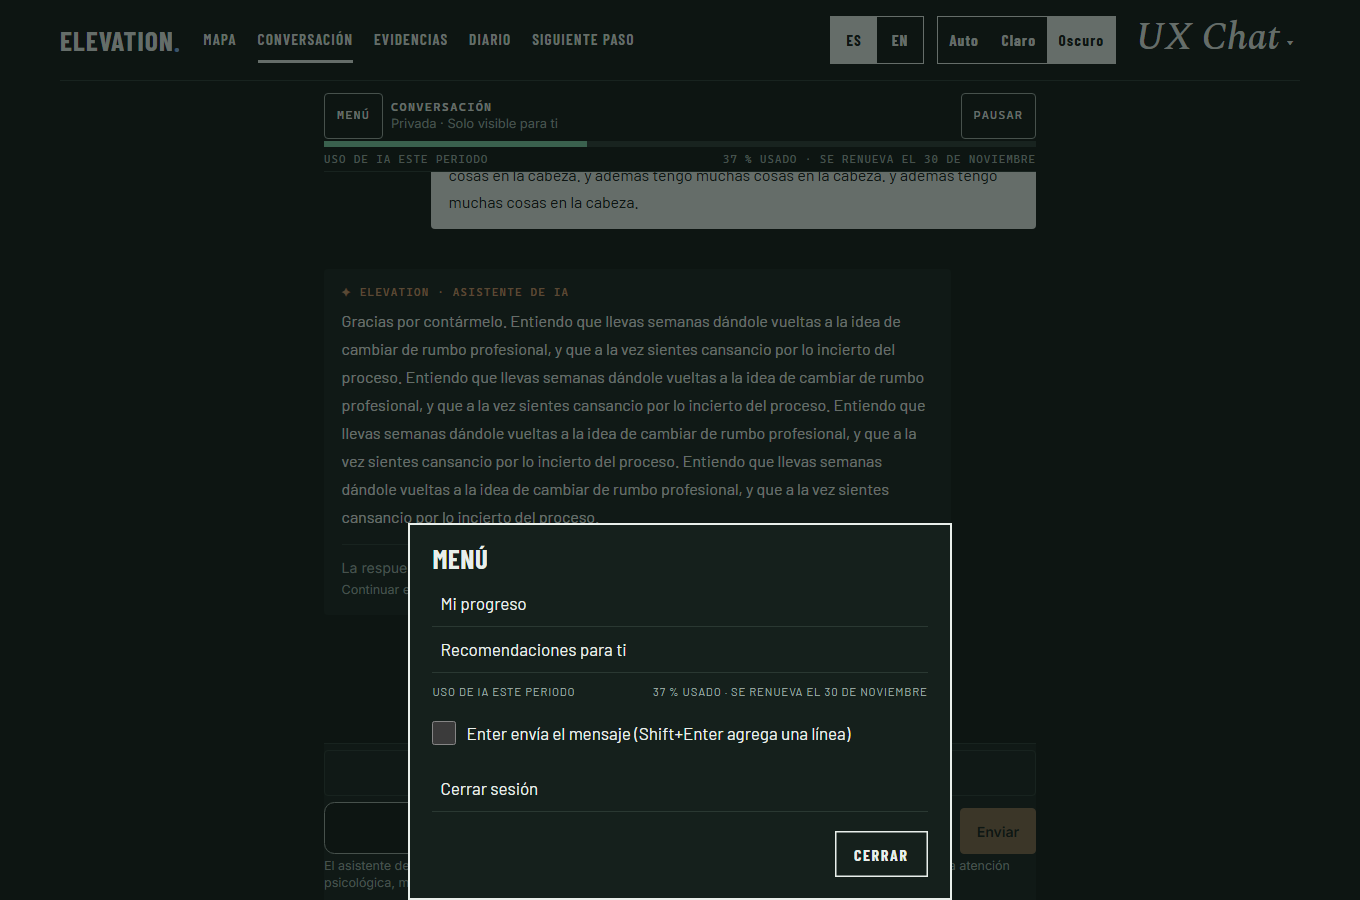 ELEVATION.
MAPA
CONVERSACIÓN
EVIDENCIAS
DIARIO
SIGUIENTE PASO
ES
EN
Auto
Claro
Oscuro
UX Chat
MENÚ
CONVERSACIÓN
Privada · Solo visible para ti
PAUSAR
USO DE IA ESTE PERIODO
37 % USADO · SE RENUEVA EL 30 DE NOVIEMBRE
cosas en la cabeza. y además tengo muchas cosas en la cabeza. y además tengo
muchas cosas en la cabeza.
✦ ELEVATION · ASISTENTE DE IA
Gracias por contármelo. Entiendo que llevas semanas dándole vueltas a la idea de
cambiar de rumbo profesional, y que a la vez sientes cansancio por lo incierto del
proceso. Entiendo que llevas semanas dándole vueltas a la idea de cambiar de rumbo
profesional, y que a la vez sientes cansancio por lo incierto del proceso. Entiendo que
llevas semanas dándole vueltas a la idea de cambiar de rumbo profesional, y que a la
vez sientes cansancio por lo incierto del proceso. Entiendo que llevas semanas
dándole vueltas a la idea de cambiar de rumbo profesional, y que a la vez sientes
cansancio por lo incierto del proceso.
La respue
Continuar e
MENÚ
Mi progreso
Recomendaciones para ti
USO DE IA ESTE PERIODO
37 % USADO · SE RENUEVA EL 30 DE NOVIEMBRE
Enter envía el mensaje (Shift+Enter agrega una línea)
Cerrar sesión
CERRAR
Enviar
El asistente de
a atención
psicológica, m